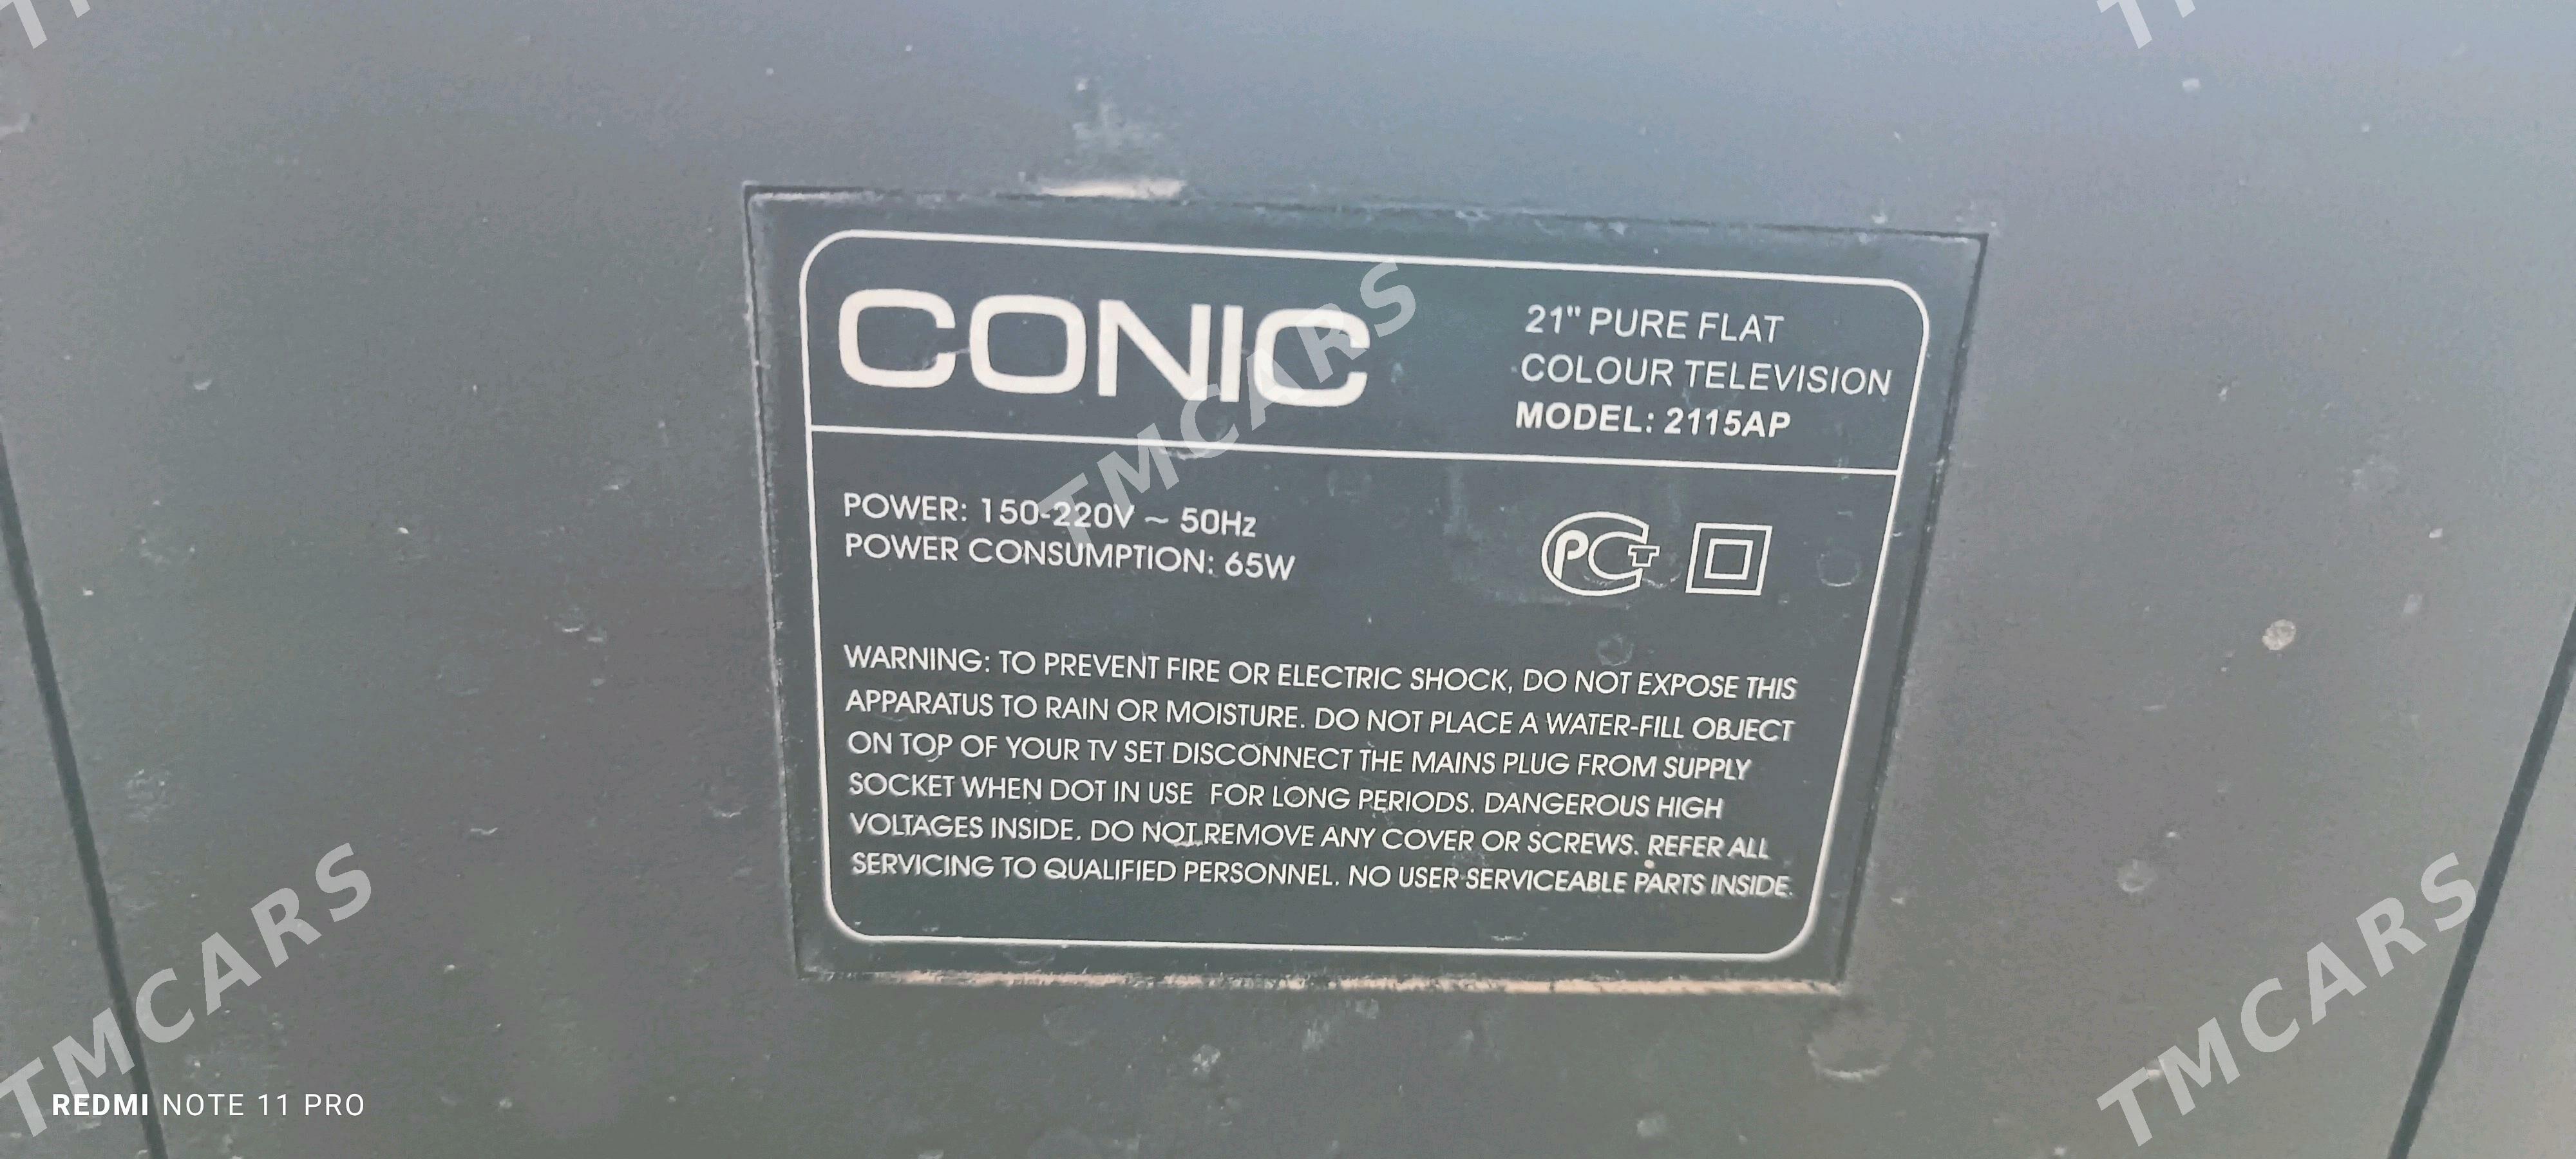 CONIC
21" PURE FLAT
COLOUR TELEVISION
MODEL: 2115AP
POWER: 150-220V ~ 50Hz
POWER CONSUMPTION: 65W
PCT
WARNING: TO PREVENT FIRE OR ELECTRIC SHOCK, DO NOT EXPOSE THIS
APPARATUS TO RAIN OR MOISTURE. DO NOT PLACE A WATER-FILL OBJECT
ON TOP OF YOUR TV SET DISCONNECT THE MAINS PLUG FROM SUPPLY
SOCKET WHEN DOT IN USE FOR LONG PERIODS. DANGEROUS HIGH
VOLTAGES INSIDE. DO NOT REMOVE ANY COVER OR SCREWS. REFER ALL
SERVICING TO QUALIFIED PERSONNEL. NO USER SERVICEABLE PARTS INSIDE.
TMCARS
TMCARS
TMCARS
REDMI NOTE 11 PRO